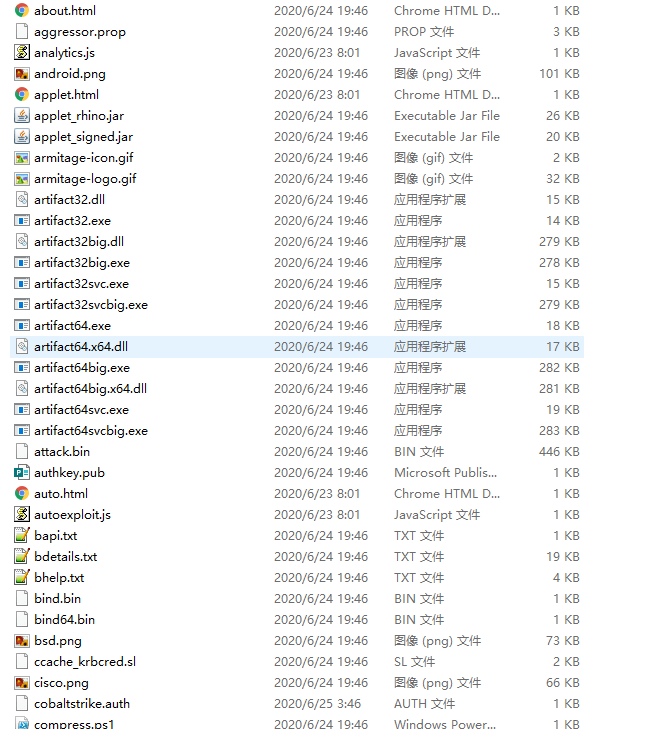 about.html 2020/6/24 19:46 Chrome HTML D... 1 KB
aggressor.prop 2020/6/24 19:46 PROP 文件 3 KB
analytics.js 2020/6/23 8:01 JavaScript 文件 1 KB
android.png 2020/6/24 19:46 图像 (png) 文件 101 KB
applet.html 2020/6/23 8:01 Chrome HTML D... 1 KB
applet_rhino.jar 2020/6/24 19:46 Executable Jar File 26 KB
applet_signed.jar 2020/6/24 19:46 Executable Jar File 20 KB
armitage-icon.gif 2020/6/24 19:46 图像 (gif) 文件 2 KB
armitage-logo.gif 2020/6/24 19:46 图像 (gif) 文件 32 KB
artifact32.dll 2020/6/24 19:46 应用程序扩展 15 KB
artifact32.exe 2020/6/24 19:46 应用程序 14 KB
artifact32big.dll 2020/6/24 19:46 应用程序扩展 279 KB
artifact32big.exe 2020/6/24 19:46 应用程序 278 KB
artifact32svc.exe 2020/6/24 19:46 应用程序 15 KB
artifact32svcbig.exe 2020/6/24 19:46 应用程序 279 KB
artifact64.exe 2020/6/24 19:46 应用程序 18 KB
artifact64.x64.dll 2020/6/24 19:46 应用程序扩展 17 KB
artifact64big.exe 2020/6/24 19:46 应用程序 282 KB
artifact64big.x64.dll 2020/6/24 19:46 应用程序扩展 281 KB
artifact64svc.exe 2020/6/24 19:46 应用程序 19 KB
artifact64svcbig.exe 2020/6/24 19:46 应用程序 283 KB
attack.bin 2020/6/24 19:46 BIN 文件 446 KB
authkey.pub 2020/6/24 19:46 Microsoft Publis... 1 KB
auto.html 2020/6/23 8:01 Chrome HTML D... 1 KB
autoexploit.js 2020/6/23 8:01 JavaScript 文件 1 KB
bapi.txt 2020/6/24 19:46 TXT 文件 1 KB
bdetails.txt 2020/6/24 19:46 TXT 文件 19 KB
bhelp.txt 2020/6/24 19:46 TXT 文件 4 KB
bind.bin 2020/6/24 19:46 BIN 文件 1 KB
bind64.bin 2020/6/24 19:46 BIN 文件 1 KB
bsd.png 2020/6/24 19:46 图像 (png) 文件 73 KB
ccache_krbcred.sl 2020/6/24 19:46 SL 文件 2 KB
cisco.png 2020/6/24 19:46 图像 (png) 文件 66 KB
cobaltstrike.auth 2020/6/25 3:46 AUTH 文件 1 KB
compress.ps1 2020/6/24 19:46 Windows Power... 1 KB